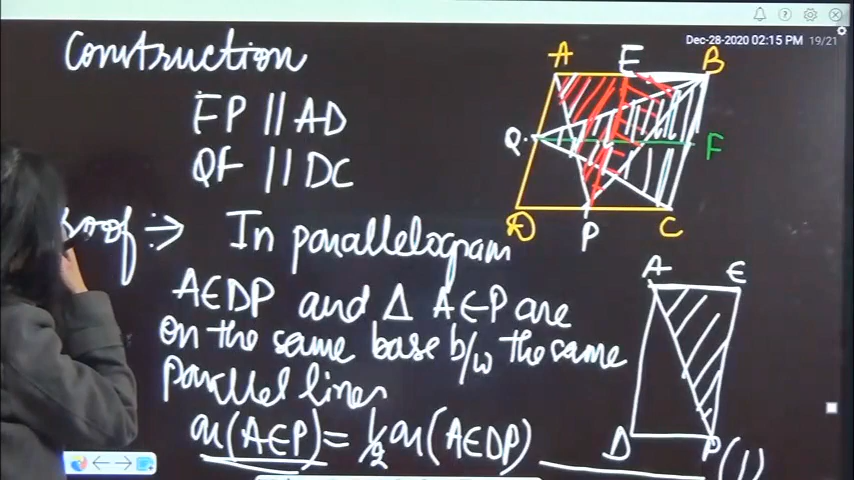 Dec-28-2020 02:15 PM 19/21
Construction
EP || AD
QF || DC
Proof :→ In parallelogram
AEDP and Δ AEP are
on the same base b/w the same
parallel lines
ar(AEP) = 1/2 ar(AEDP) (1)
A E B
Q F
D P C
A E
D P